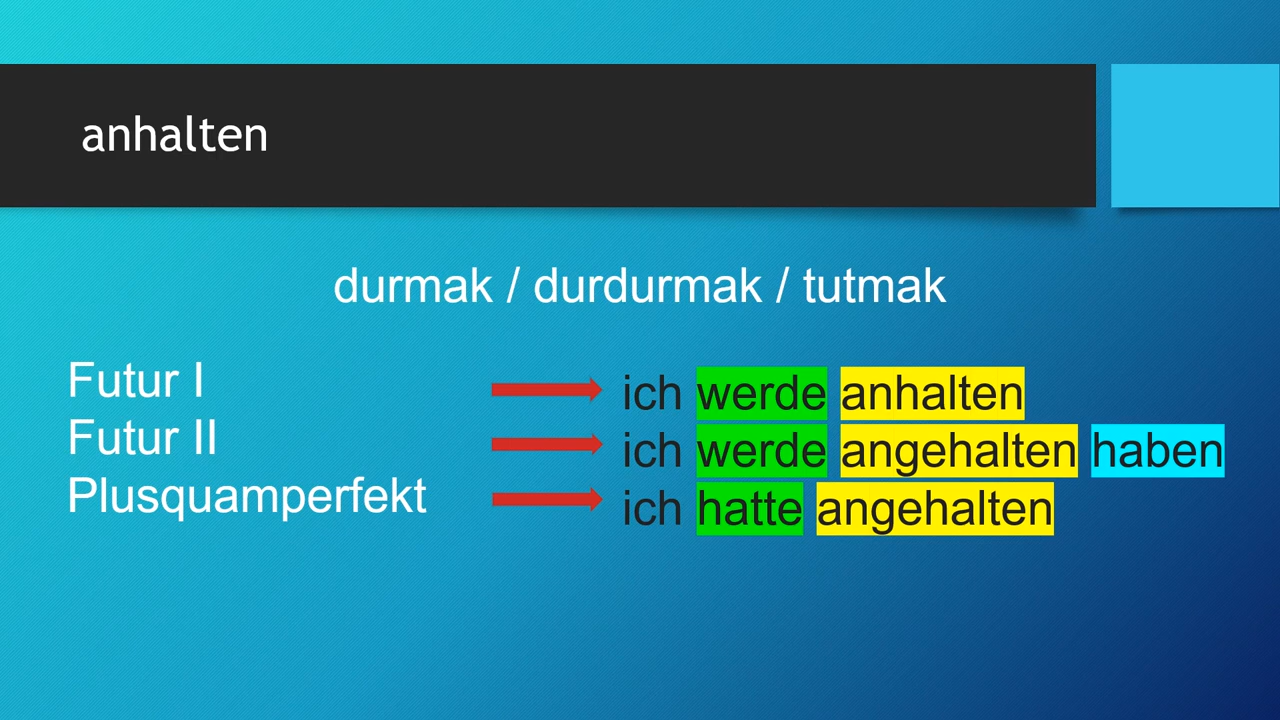 anhalten
durmak / durdurmak / tutmak
Futur I ich werde anhalten
Futur II ich werde angehalten haben
Plusquamperfekt ich hatte angehalten